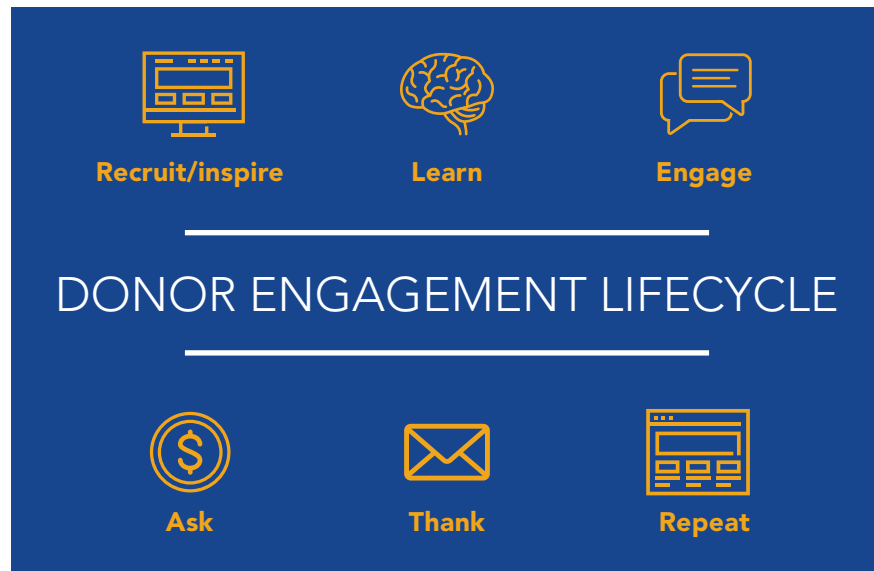 Recruit/inspire
Learn
Engage
DONOR ENGAGEMENT LIFECYCLE
$
Ask
Thank
Repeat